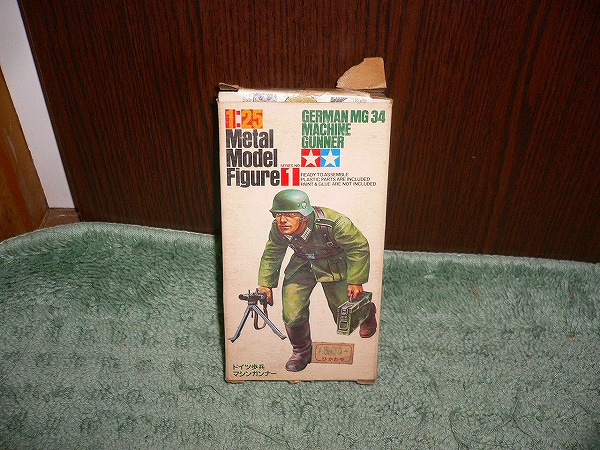 1:25
Metal
Model
Figure
SERIES NO.
1
GERMAN MG 34
MACHINE
GUNNER
READY TO ASSEMBLE
PLASTIC PARTS ARE INCLUDED
PAINT & GLUE ARE NOT INCLUDED
ドイツ歩兵
マシンガンナー